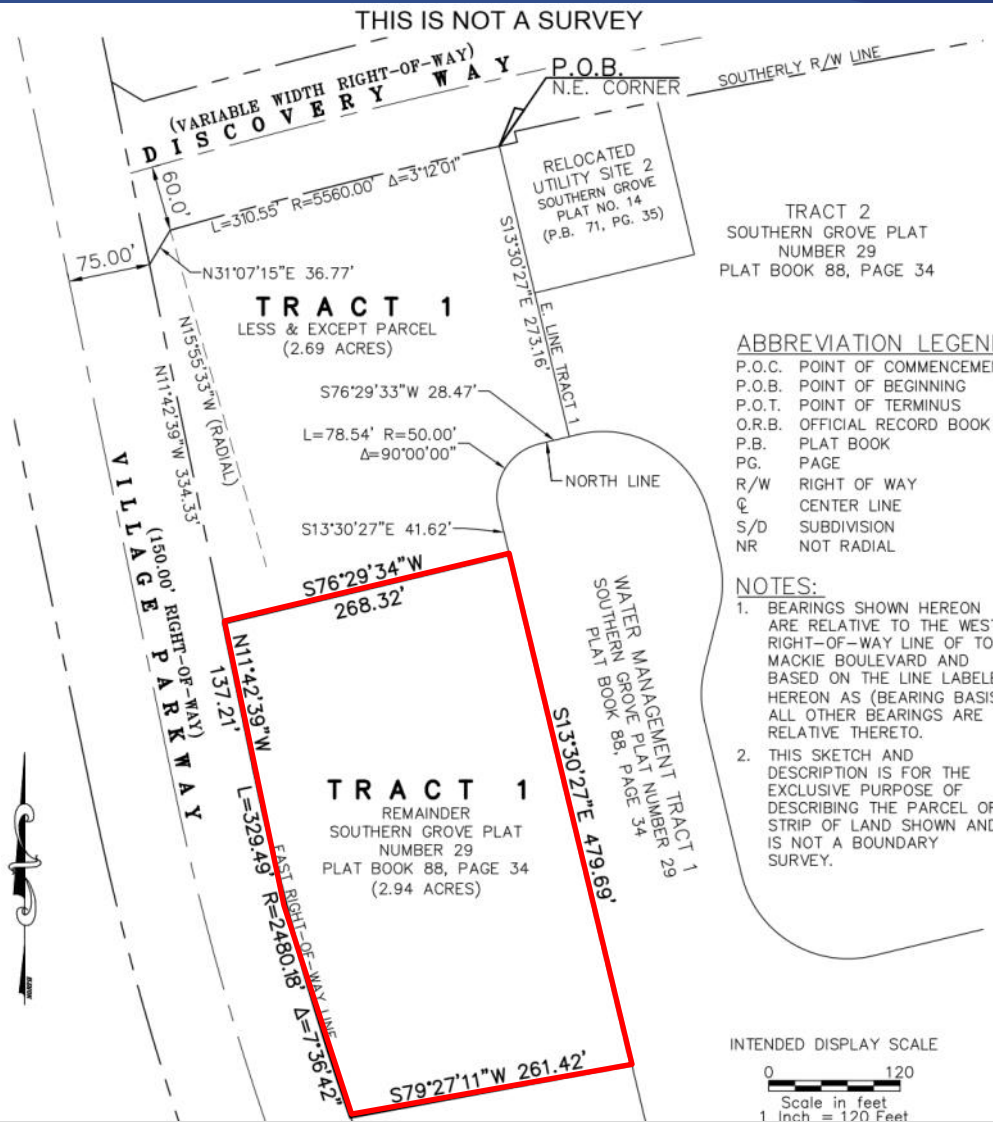 THIS IS NOT A SURVEY
(VARIABLE WIDTH RIGHT-OF-WAY)
DISCOVERY WAY
P.O.B.
N.E. CORNER
SOUTHERLY R/W LINE
60.0'
L=310.55' R=5560.00' Δ=3°12'01"
RELOCATED
UTILITY SITE 2
SOUTHERN GROVE
PLAT NO. 14
(P.B. 71, PG. 35)
TRACT 2
SOUTHERN GROVE PLAT
NUMBER 29
PLAT BOOK 88, PAGE 34
75.00'
N31°07'15"E 36.77'
S13°30'27"E 273.16'
E. LINE TRACT 1
TRACT 1
LESS & EXCEPT PARCEL
(2.69 ACRES)
N15°55'33"W (RADIAL)
N11°42'39"W 334.33'
S76°29'33"W 28.47'
L=78.54' R=50.00'
Δ=90°00'00"
NORTH LINE
S13°30'27"E 41.62'
ABBREVIATION LEGEN
P.O.C. POINT OF COMMENCEME
P.O.B. POINT OF BEGINNING
P.O.T. POINT OF TERMINUS
O.R.B. OFFICIAL RECORD BOOK
P.B. PLAT BOOK
PG. PAGE
R/W RIGHT OF WAY
℄ CENTER LINE
S/D SUBDIVISION
NR NOT RADIAL
NOTES:
1. BEARINGS SHOWN HEREON
ARE RELATIVE TO THE WEST
RIGHT-OF-WAY LINE OF TO
MACKIE BOULEVARD AND
BASED ON THE LINE LABELE
HEREON AS (BEARING BASIS
ALL OTHER BEARINGS ARE
RELATIVE THERETO.
2. THIS SKETCH AND
DESCRIPTION IS FOR THE
EXCLUSIVE PURPOSE OF
DESCRIBING THE PARCEL OR
STRIP OF LAND SHOWN AND
IS NOT A BOUNDARY
SURVEY.
VILLAGE PARKWAY
(150.00' RIGHT-OF-WAY)
S76°29'34"W
268.32'
N11°42'39"W
137.21'
WATER MANAGEMENT TRACT 1
SOUTHERN GROVE PLAT NUMBER 29
PLAT BOOK 88, PAGE 34
S13°30'27"E 479.69'
TRACT 1
REMAINDER
SOUTHERN GROVE PLAT
NUMBER 29
PLAT BOOK 88, PAGE 34
(2.94 ACRES)
L=329.49' R=2480.18' Δ=7°36'42"
EAST RIGHT-OF-WAY LINE
S79°27'11"W 261.42'
INTENDED DISPLAY SCALE
0 120
Scale in feet
1 Inch = 120 Feet